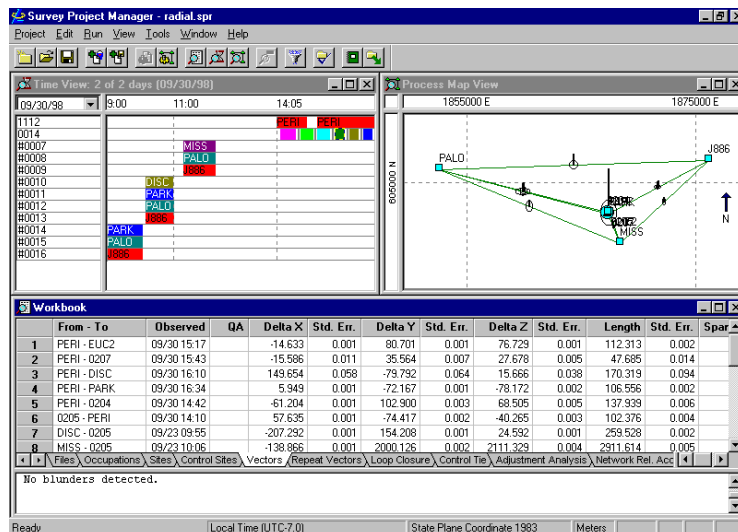 Survey Project Manager - radial.spr
Project Edit Run View Tools Window Help
Time View: 2 of 2 days (09/30/98)
09/30/98 9:00 11:00 14:05
1112 PERI PERI
0014
#0007 MISS
#0008 PALO
#0009 J886
#0010 DISC
#0011 PARK
#0012 PALO
#0013 J886
#0014 PARK
#0015 PALO
#0016 J886
Process Map View
1855000 E 1875000 E
605000 N
PALO
J886
MISS
N
Workbook
From - To Observed QA Delta X Std. Err. Delta Y Std. Err. Delta Z Std. Err. Length Std. Err. Spar
1 PERI - EUC2 09/30 15:17 -14.633 0.001 80.701 0.001 76.729 0.001 112.313 0.002
2 PERI - 0207 09/30 15:43 -15.586 0.011 35.564 0.007 27.678 0.005 47.685 0.014
3 PERI - DISC 09/30 16:10 149.654 0.058 -79.792 0.064 15.666 0.038 170.319 0.094
4 PERI - PARK 09/30 16:34 5.949 0.001 -72.167 0.001 -78.172 0.002 106.556 0.002
5 PERI - 0204 09/30 14:42 -61.204 0.001 102.900 0.003 68.505 0.005 137.939 0.006
6 0205 - PERI 09/30 14:10 57.635 0.001 -74.417 0.002 -40.265 0.003 102.376 0.004
7 DISC - 0205 09/23 09:55 -207.292 0.001 154.208 0.001 24.592 0.001 259.528 0.002
8 MISS - 0205 09/23 10:06 -138.866 0.001 2000.126 0.002 2111.329 0.004 2911.614 0.005
Files Occupations Sites Control Sites Vectors Repeat Vectors Loop Closure Control Tie Adjustment Analysis Network Rel. Acc
No blunders detected.
Ready Local Time (UTC-7.0) State Plane Coordinate 1983 Meters